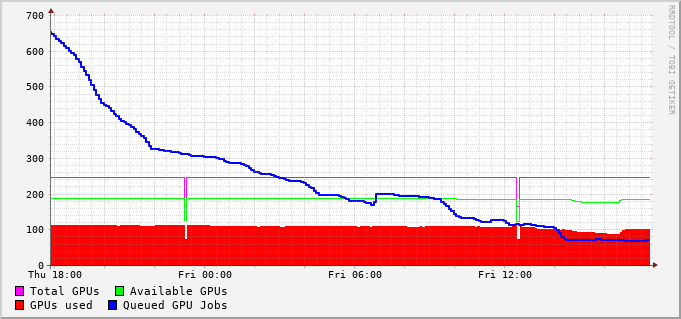 RRDTOOL / TOBI OETIKER
700
600
500
400
300
200
100
0
Thu 18:00 Fri 00:00 Fri 06:00 Fri 12:00
Total GPUs Available GPUs
GPUs used Queued GPU Jobs